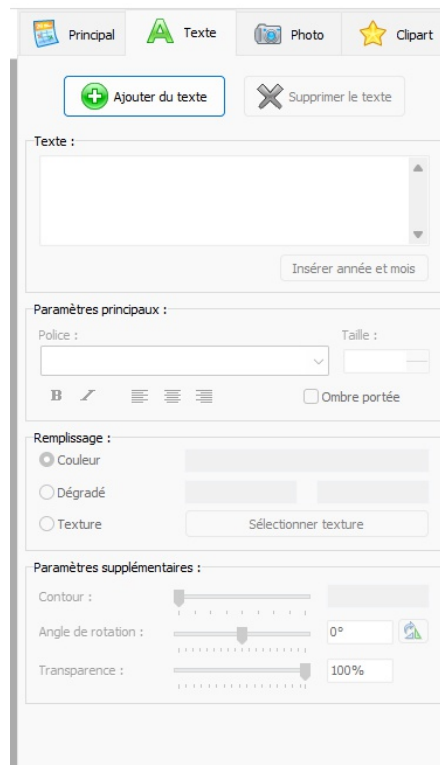 Principal Texte Photo Clipart
Ajouter du texte Supprimer le texte
Texte :
Insérer année et mois
Paramètres principaux :
Police : Taille :
B I Ombre portée
Remplissage :
Couleur
Dégradé
Texture Sélectionner texture
Paramètres supplémentaires :
Contour :
Angle de rotation : 0°
Transparence : 100%